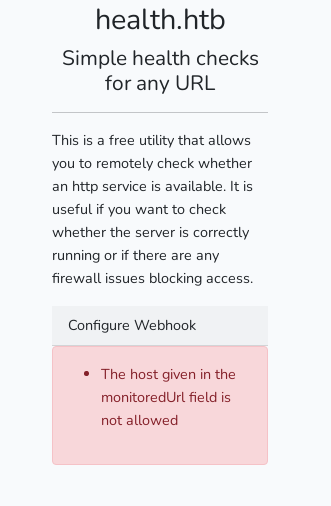 health.htb
Simple health checks
for any URL
This is a free utility that allows
you to remotely check whether
an http service is available. It is
useful if you want to check
whether the server is correctly
running or if there are any
firewall issues blocking access.
Configure Webhook
• The host given in the
monitoredUrl field is
not allowed